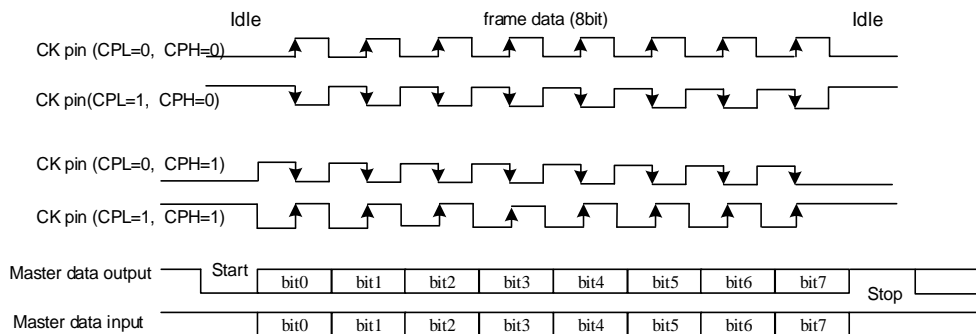 Idle frame data (8bit) Idle
CK pin (CPL=0, CPH=0)
CK pin(CPL=1, CPH=0)
CK pin (CPL=0, CPH=1)
CK pin (CPL=1, CPH=1)
Master data output Start bit0 bit1 bit2 bit3 bit4 bit5 bit6 bit7 Stop
Master data input bit0 bit1 bit2 bit3 bit4 bit5 bit6 bit7